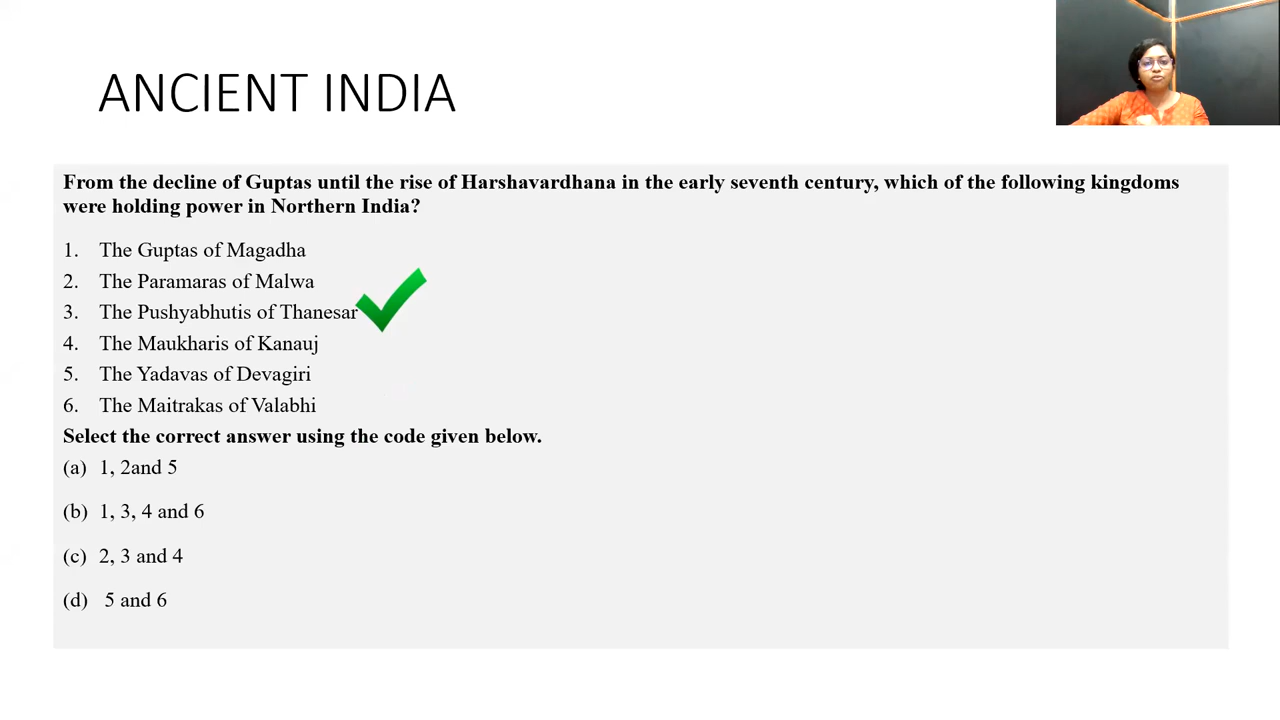 ANCIENT INDIA
From the decline of Guptas until the rise of Harshavardhana in the early seventh century, which of the following kingdoms
were holding power in Northern India?
1. The Guptas of Magadha
2. The Paramaras of Malwa
3. The Pushyabhutis of Thanesar
4. The Maukharis of Kanauj
5. The Yadavas of Devagiri
6. The Maitrakas of Valabhi
Select the correct answer using the code given below.
(a) 1, 2and 5
(b) 1, 3, 4 and 6
(c) 2, 3 and 4
(d) 5 and 6